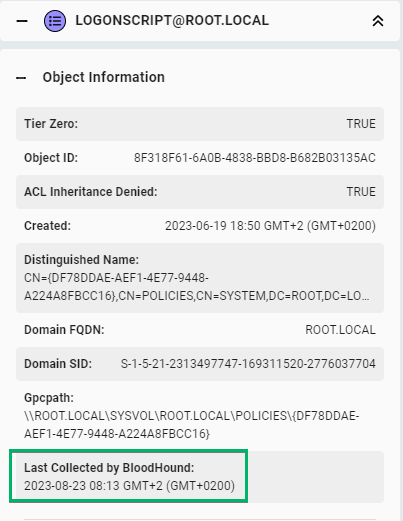 LOGONSCRIPT@ROOT.LOCAL
Object Information
Tier Zero: TRUE
Object ID: 8F318F61-6A0B-4838-BBD8-B682B03135AC
ACL Inheritance Denied: TRUE
Created: 2023-06-19 18:50 GMT+2 (GMT+0200)
Distinguished Name:
CN={DF78DDAE-AEF1-4E77-9448-
A224A8FBCC16},CN=POLICIES,CN=SYSTEM,DC=ROOT,DC=LO...
Domain FQDN: ROOT.LOCAL
Domain SID: S-1-5-21-2313497747-169311520-2776037704
Gpcpath:
\\ROOT.LOCAL\SYSVOL\ROOT.LOCAL\POLICIES\{DF78DDAE-
AEF1-4E77-9448-A224A8FBCC16}
Last Collected by BloodHound:
2023-08-23 08:13 GMT+2 (GMT+0200)